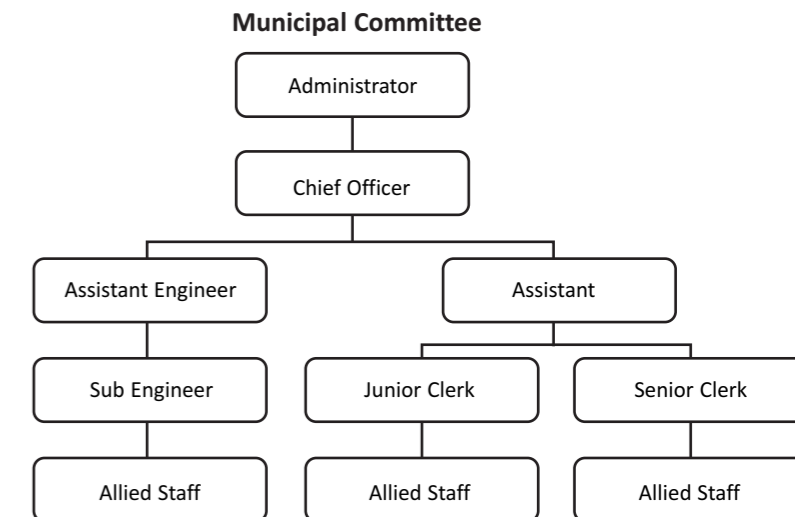 Municipal Committee
Administrator
Chief Officer
Assistant Engineer
Assistant
Sub Engineer
Junior Clerk
Senior Clerk
Allied Staff
Allied Staff
Allied Staff